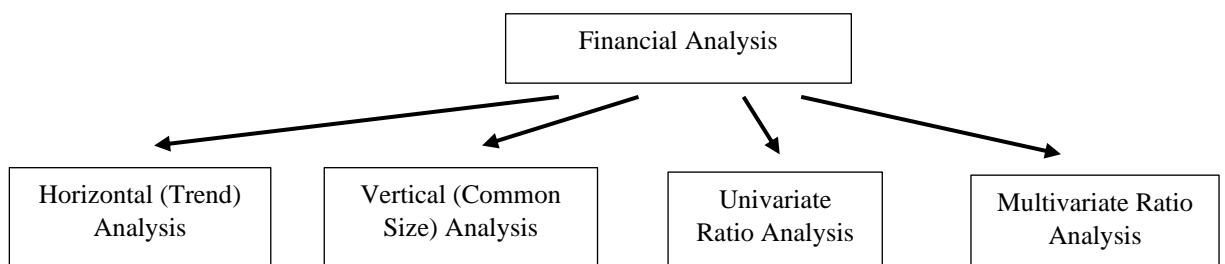 Financial Analysis
Horizontal (Trend)
Analysis
Vertical (Common
Size) Analysis
Univariate
Ratio Analysis
Multivariate Ratio
Analysis